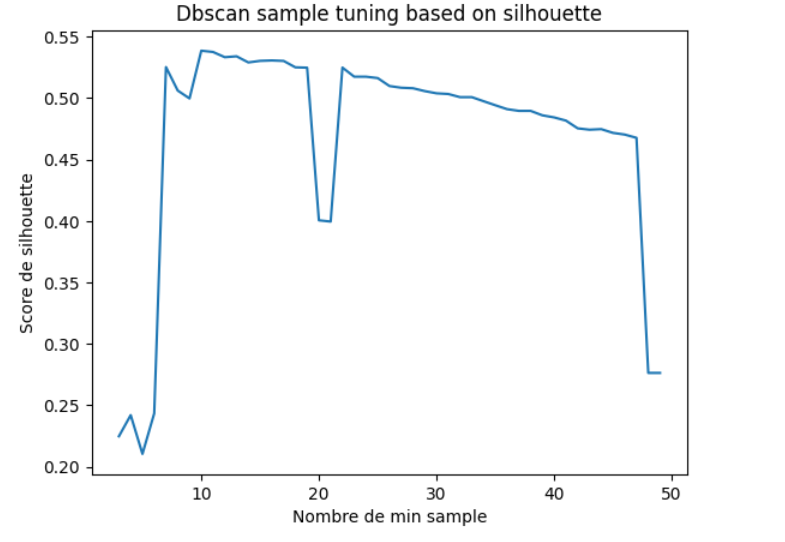 Dbscan sample tuning based on silhouette
0.55
0.50
0.45
0.40
0.35
0.30
0.25
0.20
Score de silhouette
10 20 30 40 50
Nombre de min sample